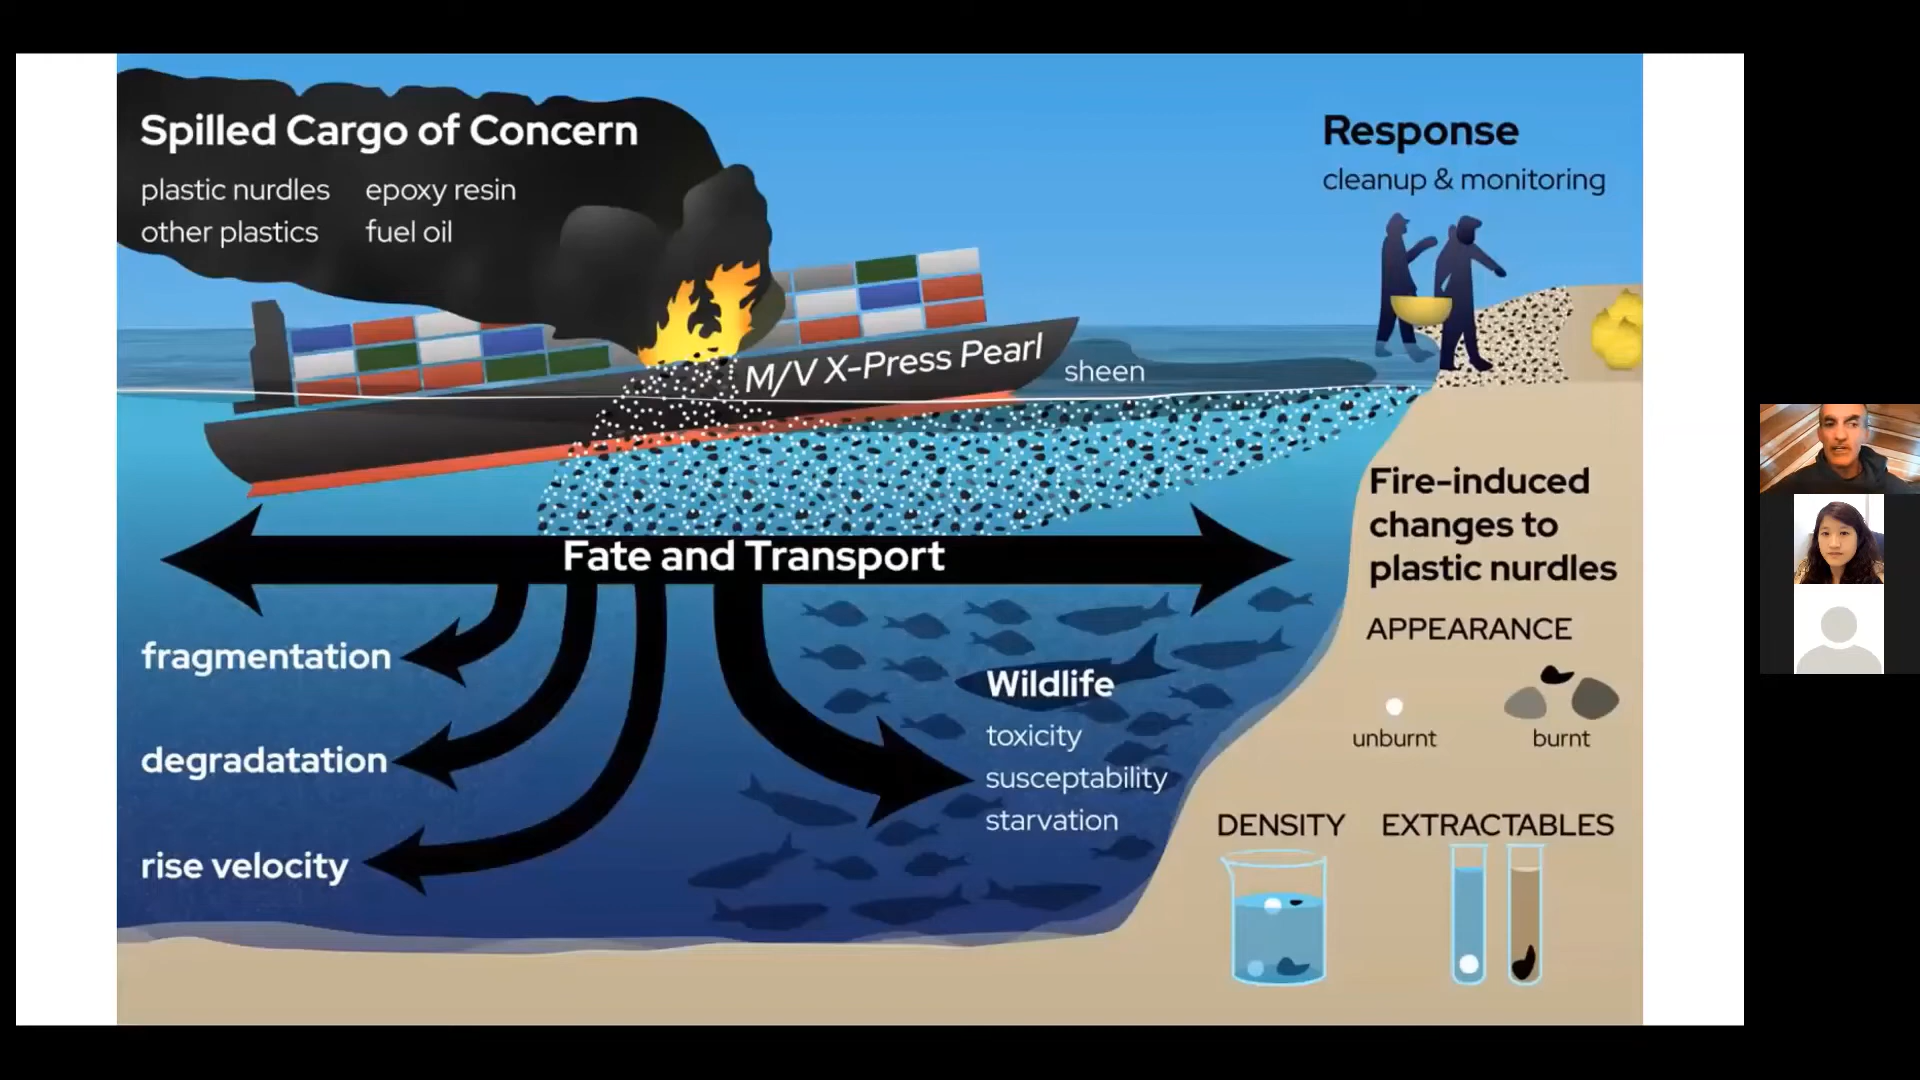 Spilled Cargo of Concern
plastic nurdles epoxy resin
other plastics fuel oil
Response
cleanup & monitoring
M/V X-Press Pearl
sheen
Fate and Transport
fragmentation
degradatation
rise velocity
Wildlife
toxicity
susceptability
starvation
Fire-induced
changes to
plastic nurdles
APPEARANCE
unburnt burnt
DENSITY EXTRACTABLES